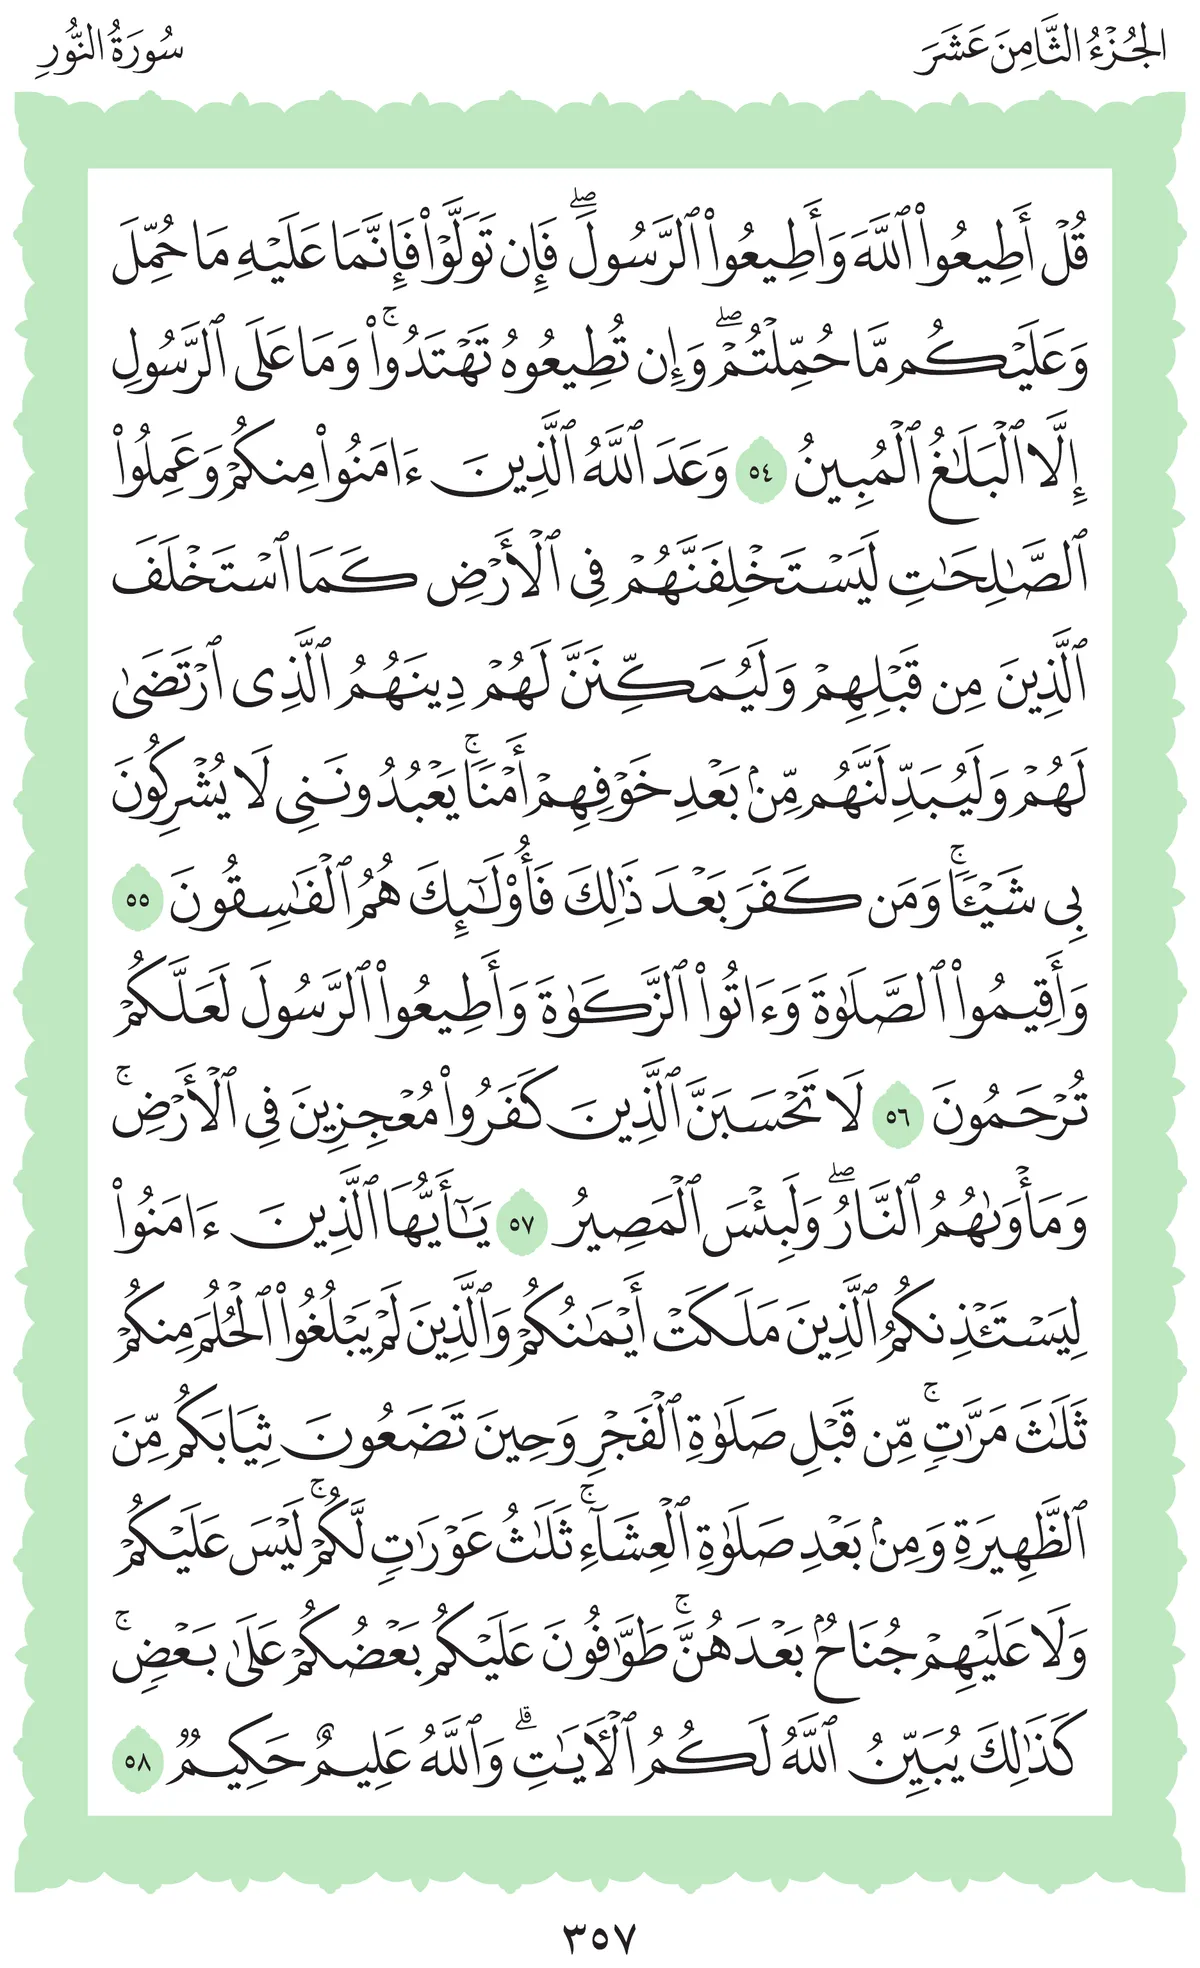 الجُزْءُ الثَّامِنَ عَشَرَ
سُورَةُ النُّورِ
قُلۡ أَطِيعُواْ ٱللَّهَ وَأَطِيعُواْ ٱلرَّسُولَۖ فَإِن تَوَلَّوۡاْ فَإِنَّمَا عَلَيۡهِ مَا حُمِّلَ
وَعَلَيۡكُم مَّا حُمِّلۡتُمۡۖ وَإِن تُطِيعُوهُ تَهۡتَدُواْۚ وَمَا عَلَى ٱلرَّسُولِ
إِلَّا ٱلۡبَلَٰغُ ٱلۡمُبِينُ ٥٤ وَعَدَ ٱللَّهُ ٱلَّذِينَ ءَامَنُواْ مِنكُمۡ وَعَمِلُواْ
ٱلصَّٰلِحَٰتِ لَيَسۡتَخۡلِفَنَّهُمۡ فِي ٱلۡأَرۡضِ كَمَا ٱسۡتَخۡلَفَ
ٱلَّذِينَ مِن قَبۡلِهِمۡ وَلَيُمَكِّنَنَّ لَهُمۡ دِينَهُمُ ٱلَّذِي ٱرۡتَضَىٰ
لَهُمۡ وَلَيُبَدِّلَنَّهُم مِّنۢ بَعۡدِ خَوۡفِهِمۡ أَمۡنٗاۚ يَعۡبُدُونَنِي لَا يُشۡرِكُونَ
بِي شَيۡـٔٗاۚ وَمَن كَفَرَ بَعۡدَ ذَٰلِكَ فَأُوْلَٰٓئِكَ هُمُ ٱلۡفَٰسِقُونَ ٥٥
وَأَقِيمُواْ ٱلصَّلَوٰةَ وَءَاتُواْ ٱلزَّكَوٰةَ وَأَطِيعُواْ ٱلرَّسُولَ لَعَلَّكُمۡ
تُرۡحَمُونَ ٥٦ لَا تَحۡسَبَنَّ ٱلَّذِينَ كَفَرُواْ مُعۡجِزِينَ فِي ٱلۡأَرۡضِۚ
وَمَأۡوَىٰهُمُ ٱلنَّارُۖ وَلَبِئۡسَ ٱلۡمَصِيرُ ٥٧ يَٰٓأَيُّهَا ٱلَّذِينَ ءَامَنُواْ
لِيَسۡتَـٔۡذِنكُمُ ٱلَّذِينَ مَلَكَتۡ أَيۡمَٰنُكُمۡ وَٱلَّذِينَ لَمۡ يَبۡلُغُواْ ٱلۡحُلُمَ مِنكُمۡ
ثَلَٰثَ مَرَّٰتٖۚ مِّن قَبۡلِ صَلَوٰةِ ٱلۡفَجۡرِ وَحِينَ تَضَعُونَ ثِيَابَكُم مِّنَ
ٱلظَّهِيرَةِ وَمِنۢ بَعۡدِ صَلَوٰةِ ٱلۡعِشَآءِۚ ثَلَٰثُ عَوۡرَٰتٖ لَّكُمۡۚ لَيۡسَ عَلَيۡكُمۡ
وَلَا عَلَيۡهِمۡ جُنَاحُۢ بَعۡدَهُنَّۚ طَوَّٰفُونَ عَلَيۡكُم بَعۡضُكُمۡ عَلَىٰ بَعۡضٖۚ
كَذَٰلِكَ يُبَيِّنُ ٱللَّهُ لَكُمُ ٱلۡأٓيَٰتِۗ وَٱللَّهُ عَلِيمٌ حَكِيمٞ ٥٨
٣٥٧